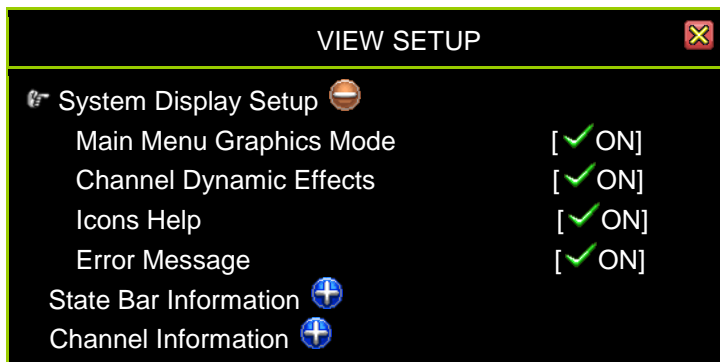 VIEW SETUP
System Display Setup
Main Menu Graphics Mode [✓ON]
Channel Dynamic Effects [✓ON]
Icons Help [✓ON]
Error Message [✓ON]
State Bar Information
Channel Information